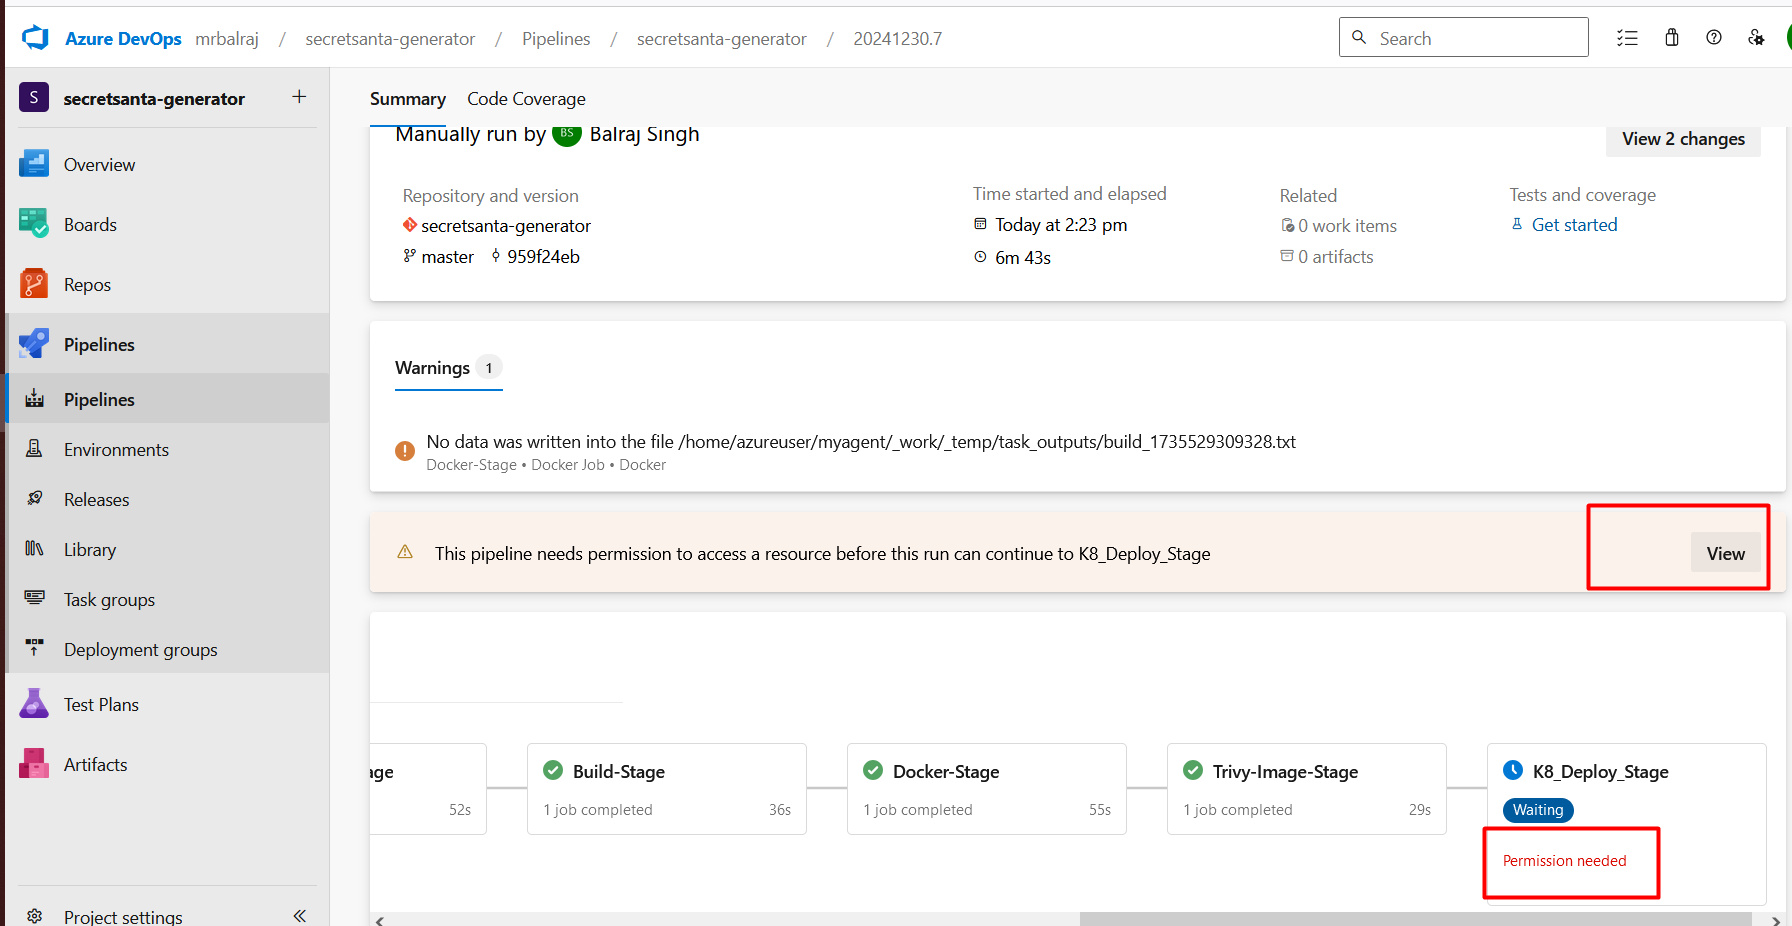 Azure DevOps mrbalraj / secretsanta-generator / Pipelines / secretsanta-generator / 20241230.7
Search
S secretsanta-generator +
Overview
Boards
Repos
Pipelines
Pipelines
Environments
Releases
Library
Task groups
Deployment groups
Test Plans
Artifacts
Project settings
Summary Code Coverage
Manually run by BS Balraj Singh
View 2 changes
Repository and version
secretsanta-generator
master 959f24eb
Time started and elapsed
Today at 2:23 pm
6m 43s
Related
0 work items
0 artifacts
Tests and coverage
Get started
Warnings 1
No data was written into the file /home/azureuser/myagent/_work/_temp/task_outputs/build_1735529309328.txt
Docker-Stage • Docker Job • Docker
This pipeline needs permission to access a resource before this run can continue to K8_Deploy_Stage
View
age
52s
Build-Stage
1 job completed 36s
Docker-Stage
1 job completed 55s
Trivy-Image-Stage
1 job completed 29s
K8_Deploy_Stage
Waiting
Permission needed